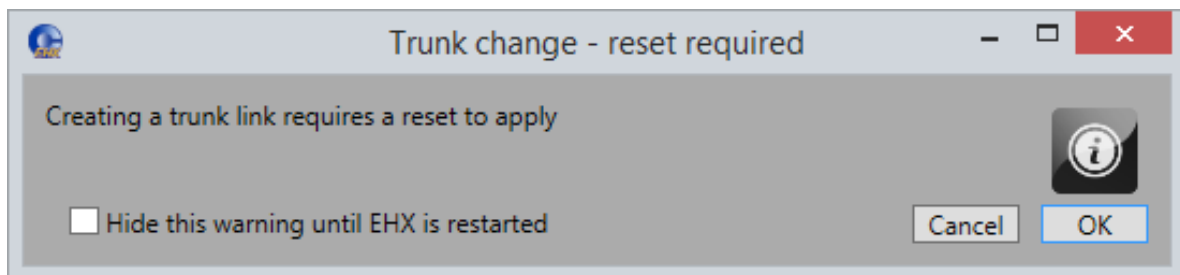 Trunk change - reset required
Creating a trunk link requires a reset to apply
Hide this warning until EHX is restarted
Cancel
OK